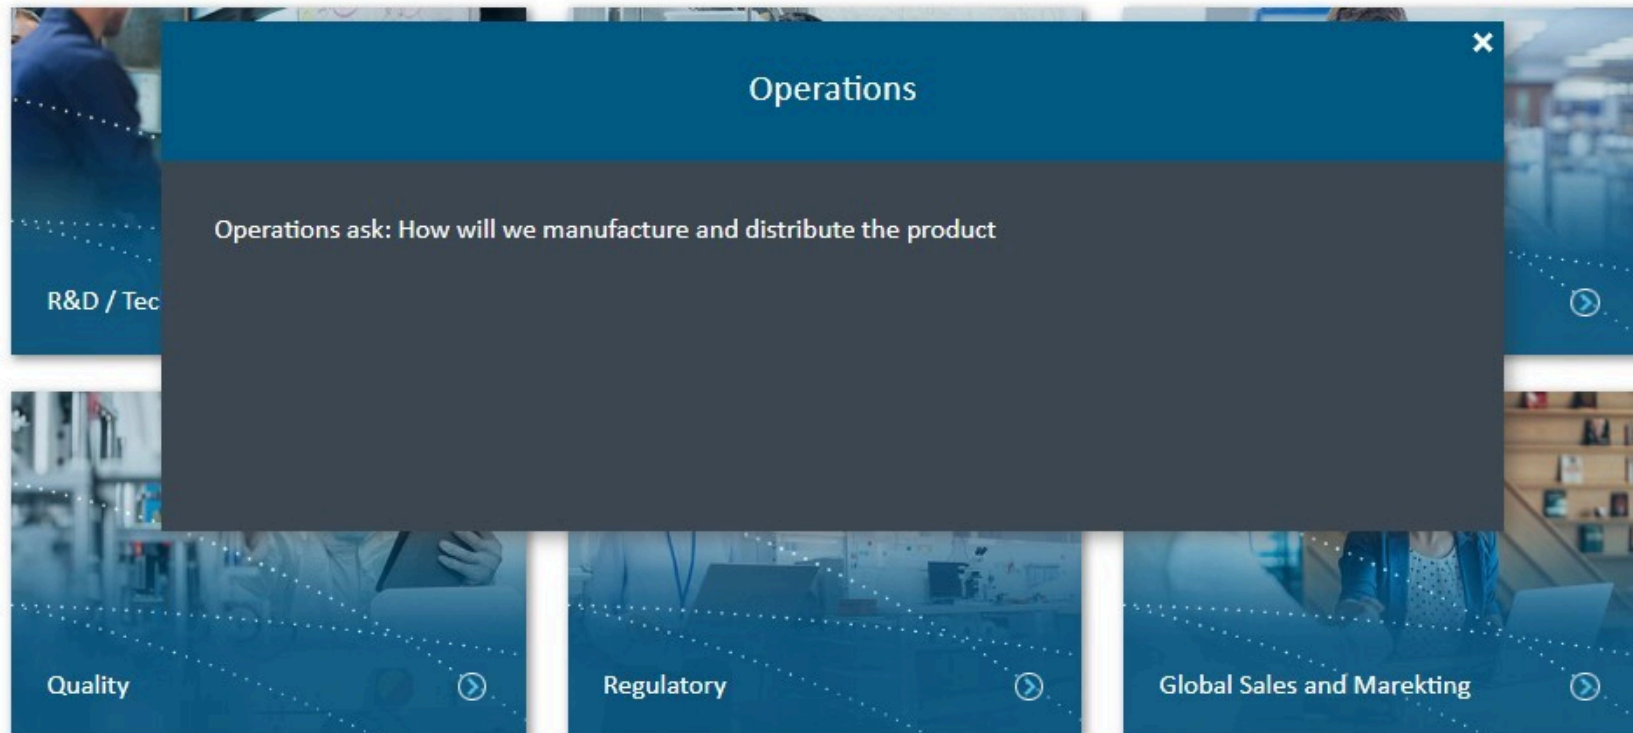 Operations
Operations ask: How will we manufacture and distribute the product
R&D / Tec
Quality
Regulatory
Global Sales and Marekting